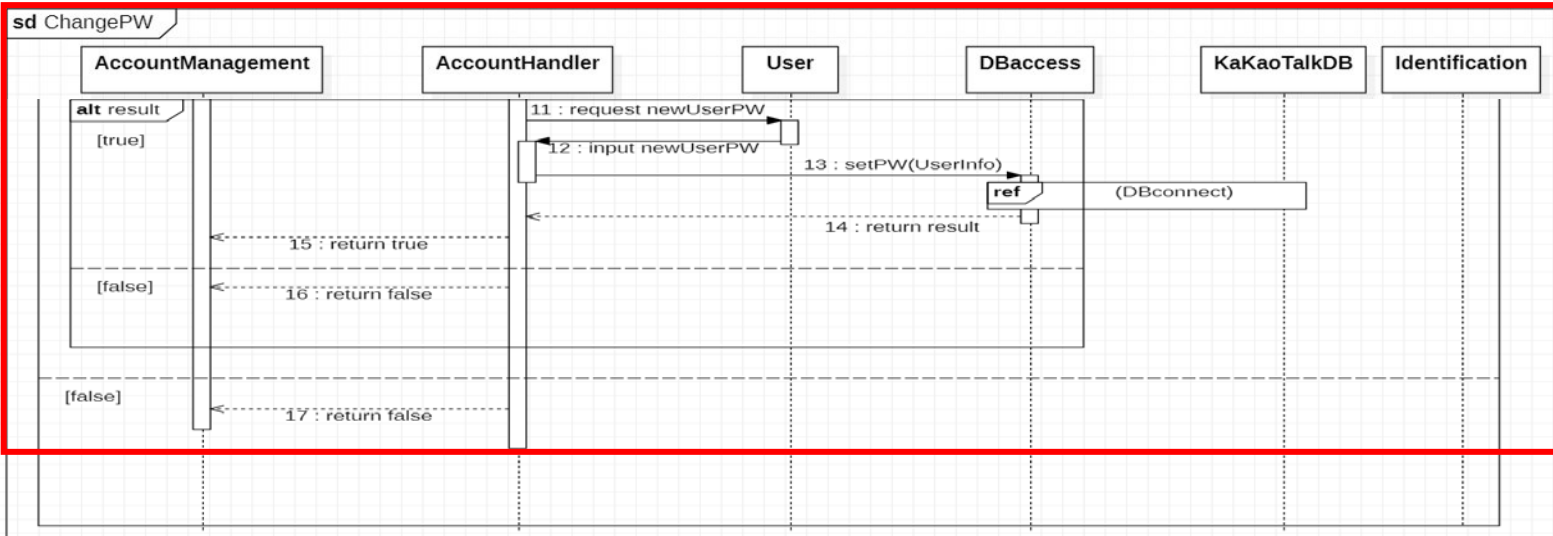 sd ChangePW
AccountManagement
AccountHandler
User
DBaccess
KaKaoTalkDB
Identification
alt result
[true]
11 : request newUserPW
12 : input newUserPW
13 : setPW(UserInfo)
ref
(DBconnect)
14 : return result
15 : return true
[false]
16 : return false
[false]
17 : return false